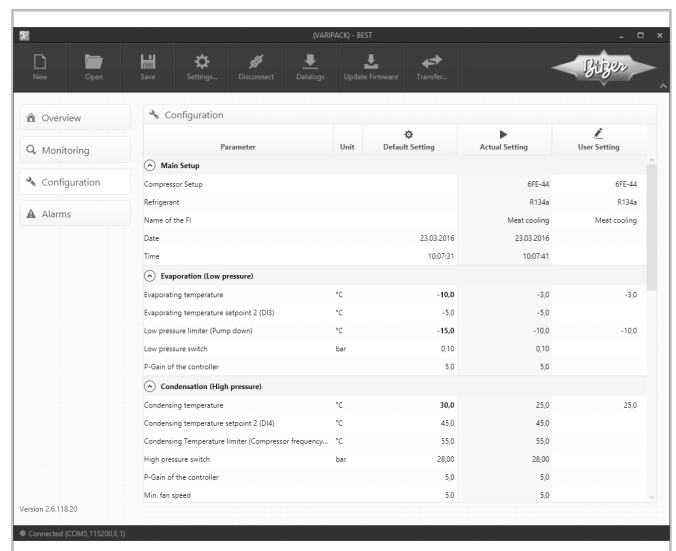 (VARIPACK) - BEST
New Open Save Settings... Disconnect Datalogs Update Firmware Transfer...
Bitzer
Overview
Monitoring
Configuration
Alarms
Configuration
Parameter Unit Default Setting Actual Setting User Setting
Main Setup
Compressor Setup 6FE-44 6FE-44
Refrigerant R134a R134a
Name of the FI Meat cooling Meat cooling
Date 23.03.2016 23.03.2016
Time 10:07:31 10:07:41
Evaporation (Low pressure)
Evaporating temperature °C -10,0 -3,0 -3,0
Evaporating temperature setpoint 2 (DI3) °C -5,0 -5,0
Low pressure limiter (Pump down) °C -15,0 -10,0 -10,0
Low pressure switch bar 0,10 0,10
P-Gain of the controller 5,0 5,0
Condensation (High pressure)
Condensing temperature °C 30,0 25,0 25,0
Condensing temperature setpoint 2 (DI4) °C 45,0 45,0
Condensing Temperature limiter (Compressor frequency... °C 55,0 55,0
High pressure switch bar 28,00 28,00
P-Gain of the controller 5,0 5,0
Min. fan speed 5,0 5,0
Version 2.6.118.20
Connected (COM5,115200,E,1)